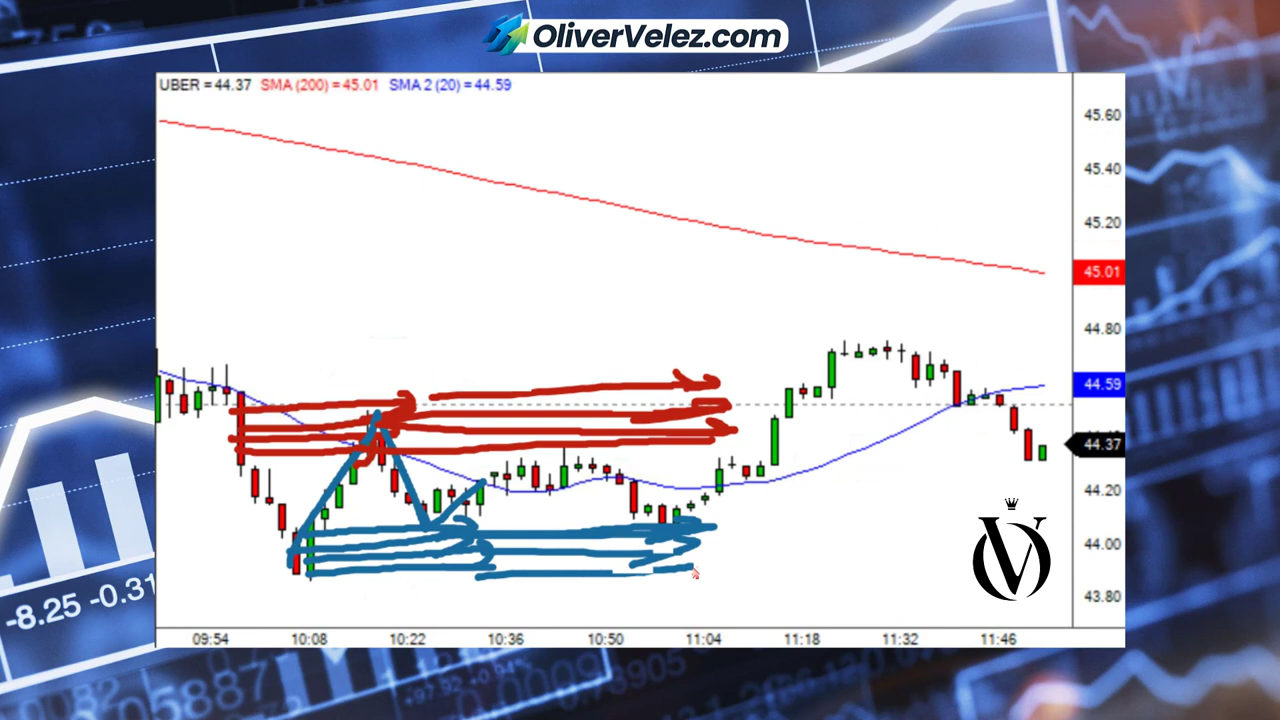 OliverVelez.com
UBER = 44.37 SMA (200) = 45.01 SMA 2 (20) = 44.59
45.60
45.40
45.20
45.01
44.80
44.59
44.37
44.20
44.00
43.80
V
09:54 10:08 10:22 10:36 10:50 11:04 11:18 11:32 11:46
-8.25 -0.31